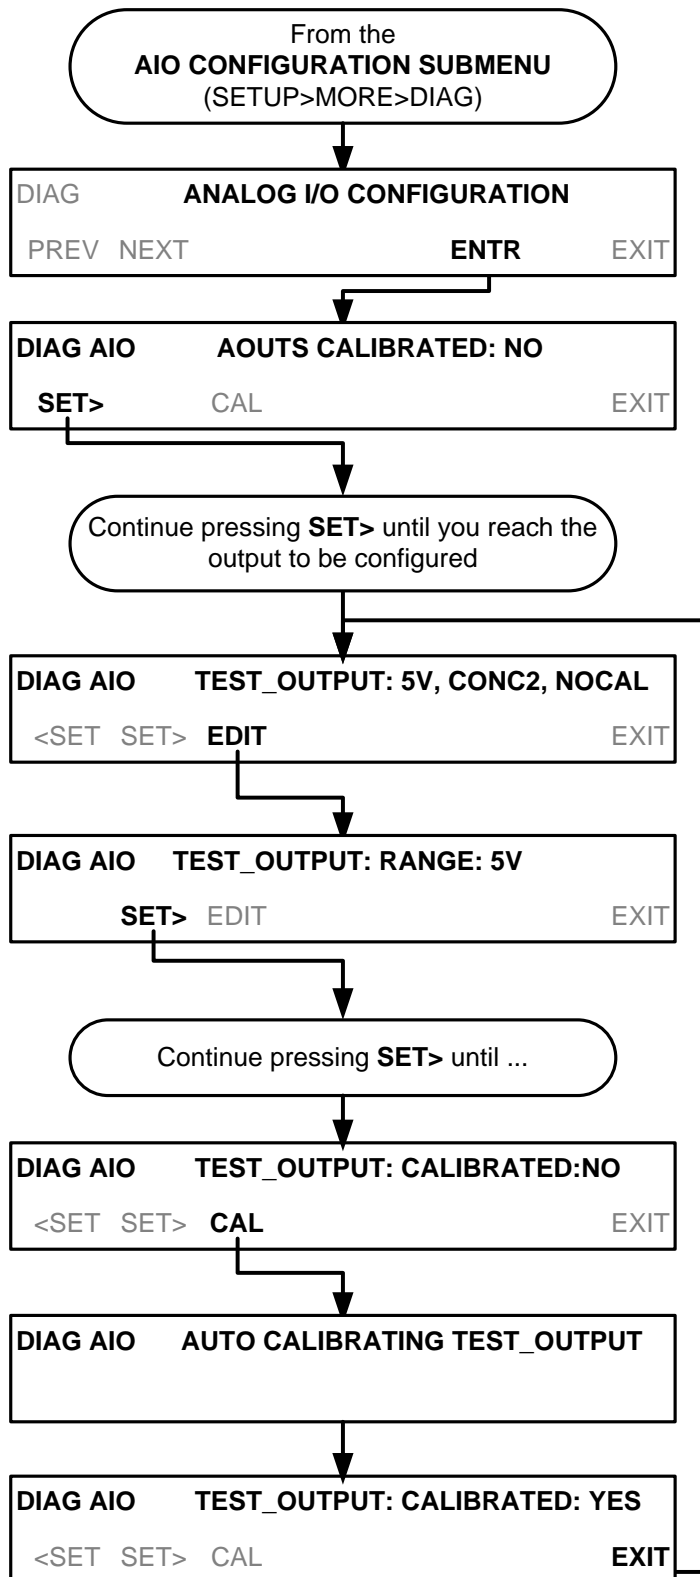 From the
AIO CONFIGURATION SUBMENU
(SETUP>MORE>DIAG)
DIAG ANALOG I/O CONFIGURATION
PREV NEXT ENTR EXIT
DIAG AIO AOUTS CALIBRATED: NO
SET> CAL EXIT
Continue pressing SET> until you reach the
output to be configured
DIAG AIO TEST_OUTPUT: 5V, CONC2, NOCAL
<SET SET> EDIT EXIT
DIAG AIO TEST_OUTPUT: RANGE: 5V
SET> EDIT EXIT
Continue pressing SET> until ...
DIAG AIO TEST_OUTPUT: CALIBRATED:NO
<SET SET> CAL EXIT
DIAG AIO AUTO CALIBRATING TEST_OUTPUT
DIAG AIO TEST_OUTPUT: CALIBRATED: YES
<SET SET> CAL EXIT